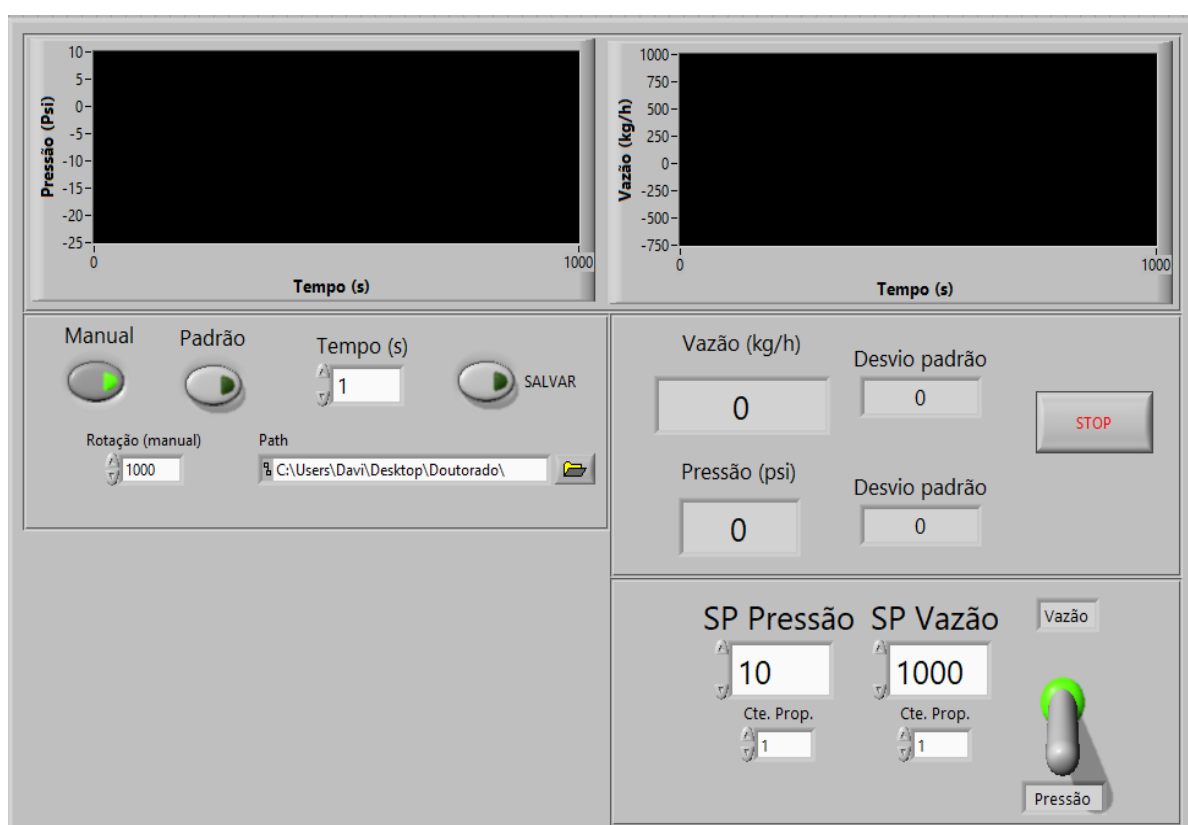 10
5
0
-5
-10
-15
-20
-25
Pressão (Psi)
0
1000
Tempo (s)
1000
750
500
250
0
-250
-500
-750
Vazão (kg/h)
0
1000
Tempo (s)
Manual
Padrão
Tempo (s)
1
SALVAR
Rotação (manual)
1000
Path
C:\Users\Davi\Desktop\Doutorado\
Vazão (kg/h)
0
Desvio padrão
0
STOP
Pressão (psi)
0
Desvio padrão
0
SP Pressão
10
Cte. Prop.
1
SP Vazão
1000
Cte. Prop.
1
Vazão
Pressão